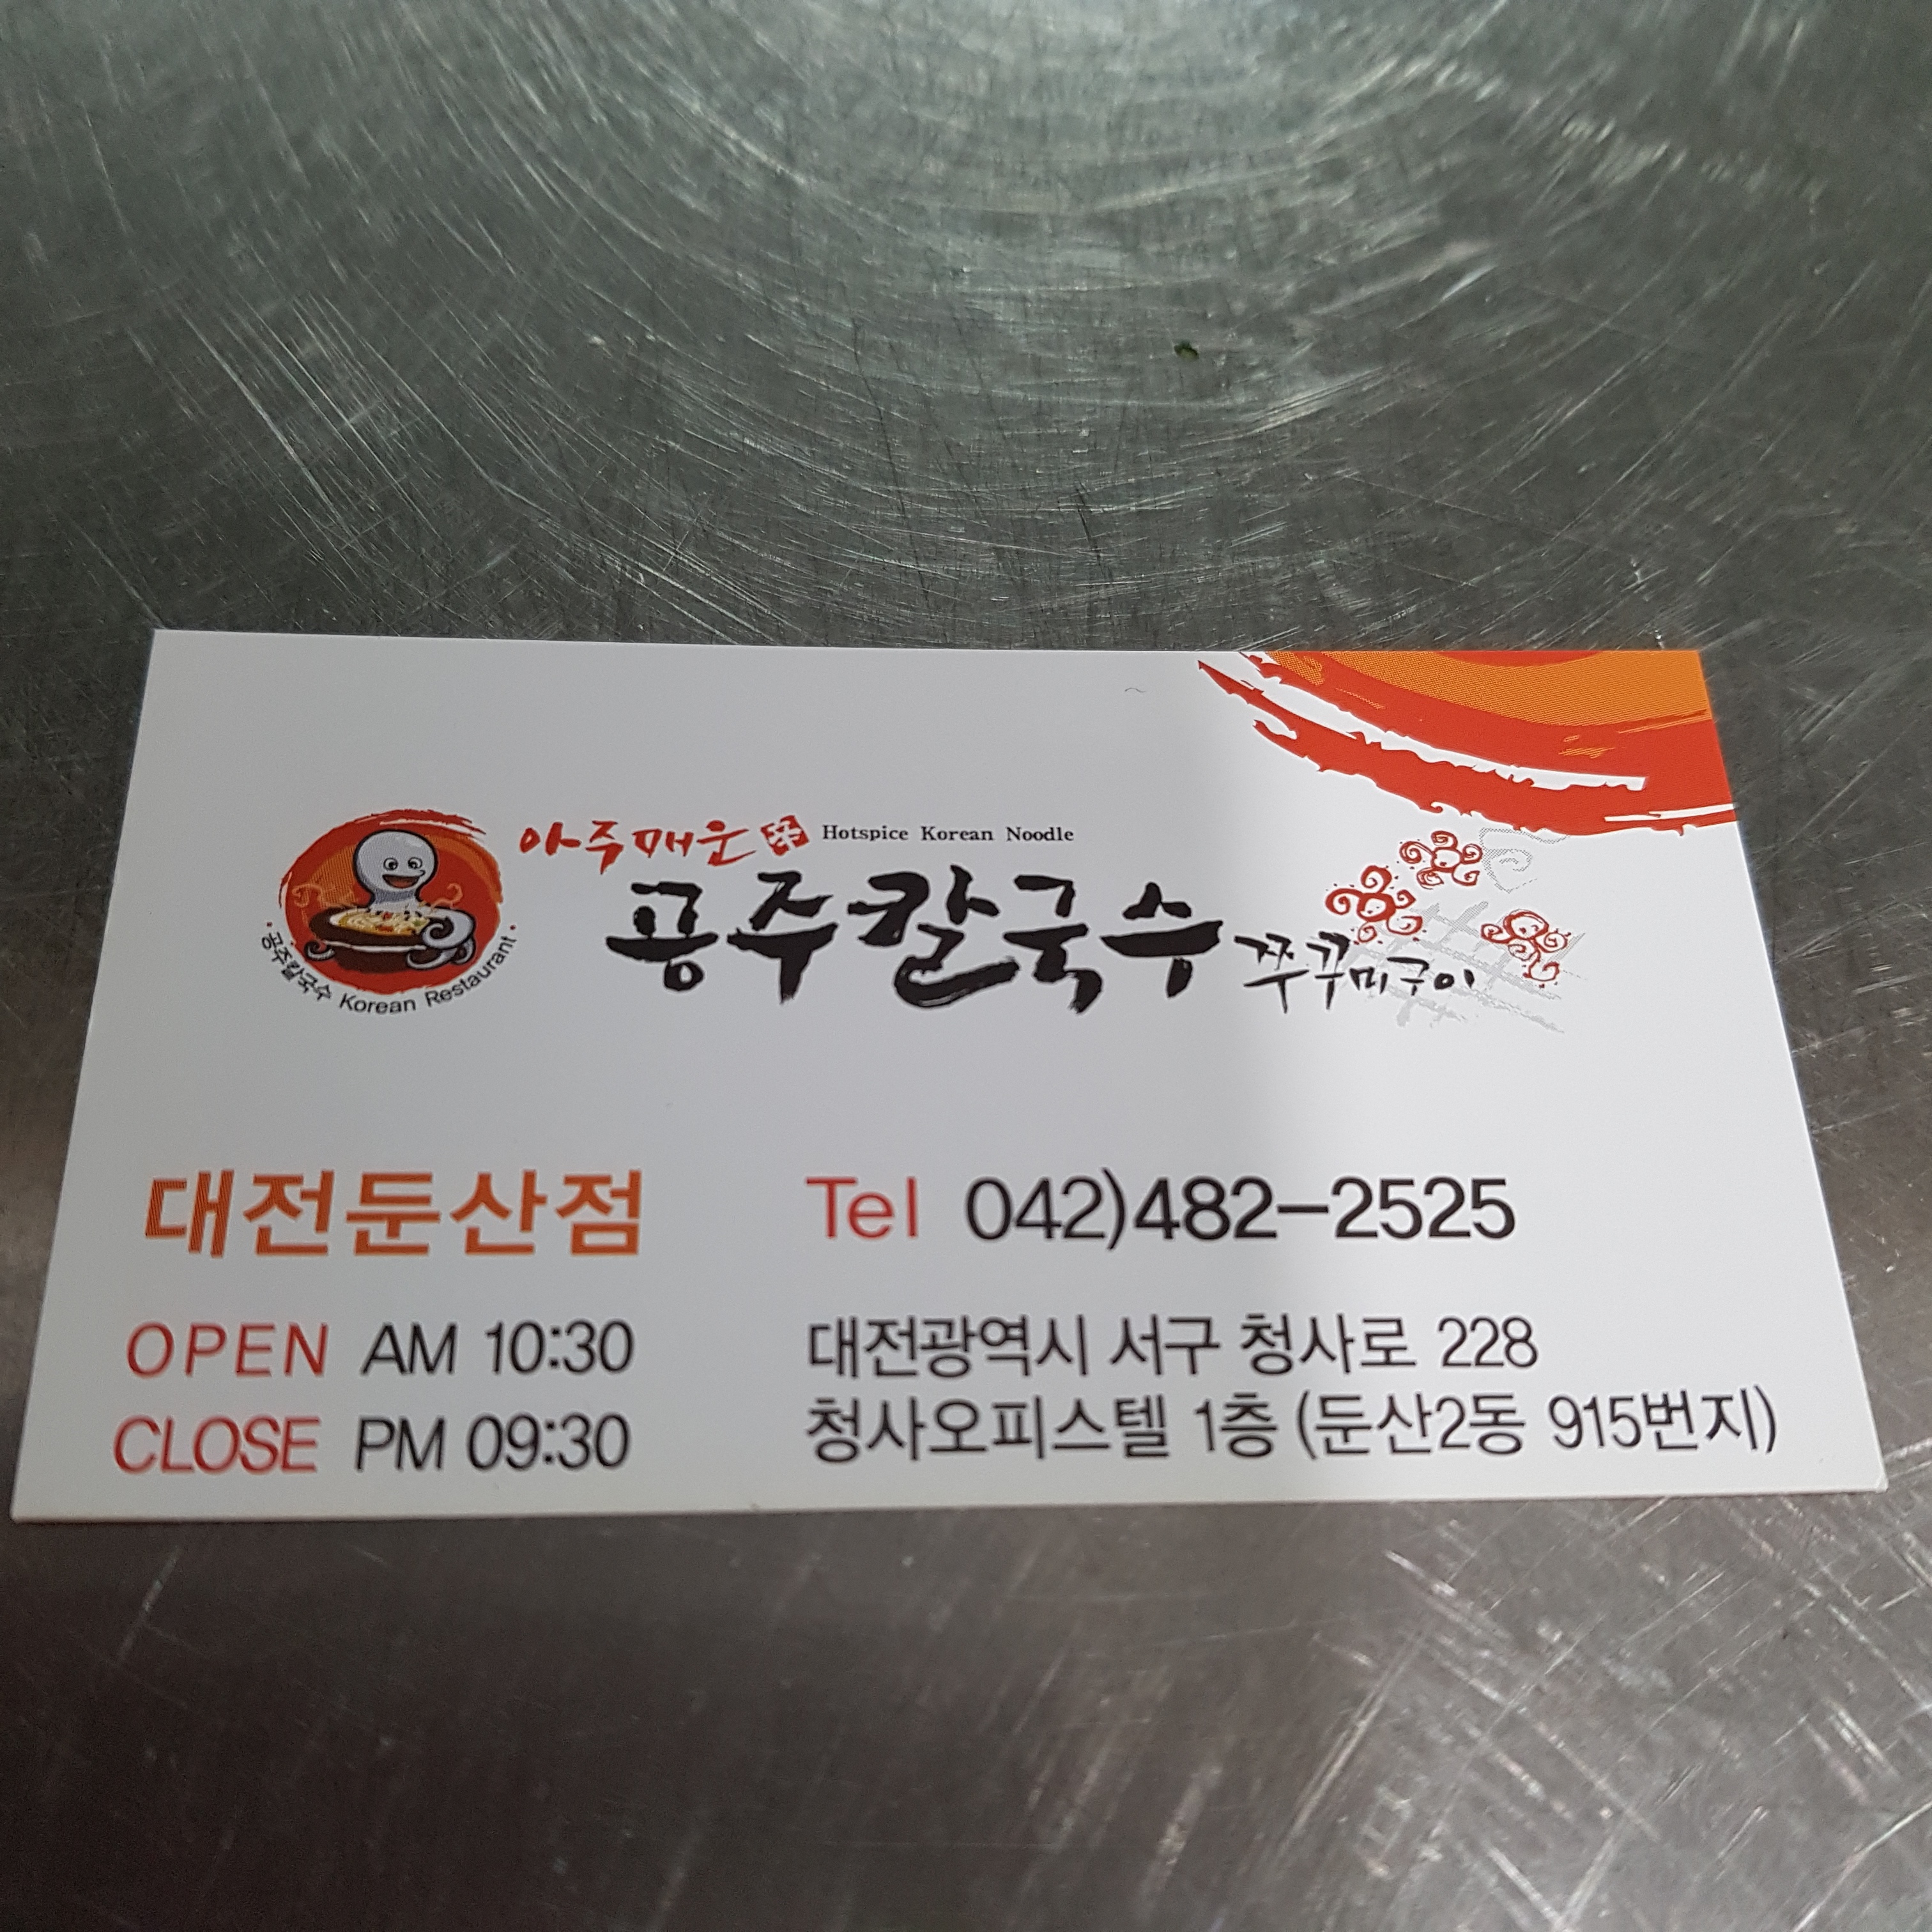 아주매운 Hotspice Korean Noodle
공주칼국수 쭈꾸미구이
공주칼국수 Korean Restaurant
대전둔산점
Tel 042)482-2525
OPEN AM 10:30
CLOSE PM 09:30
대전광역시 서구 청사로 228
청사오피스텔 1층 (둔산2동 915번지)